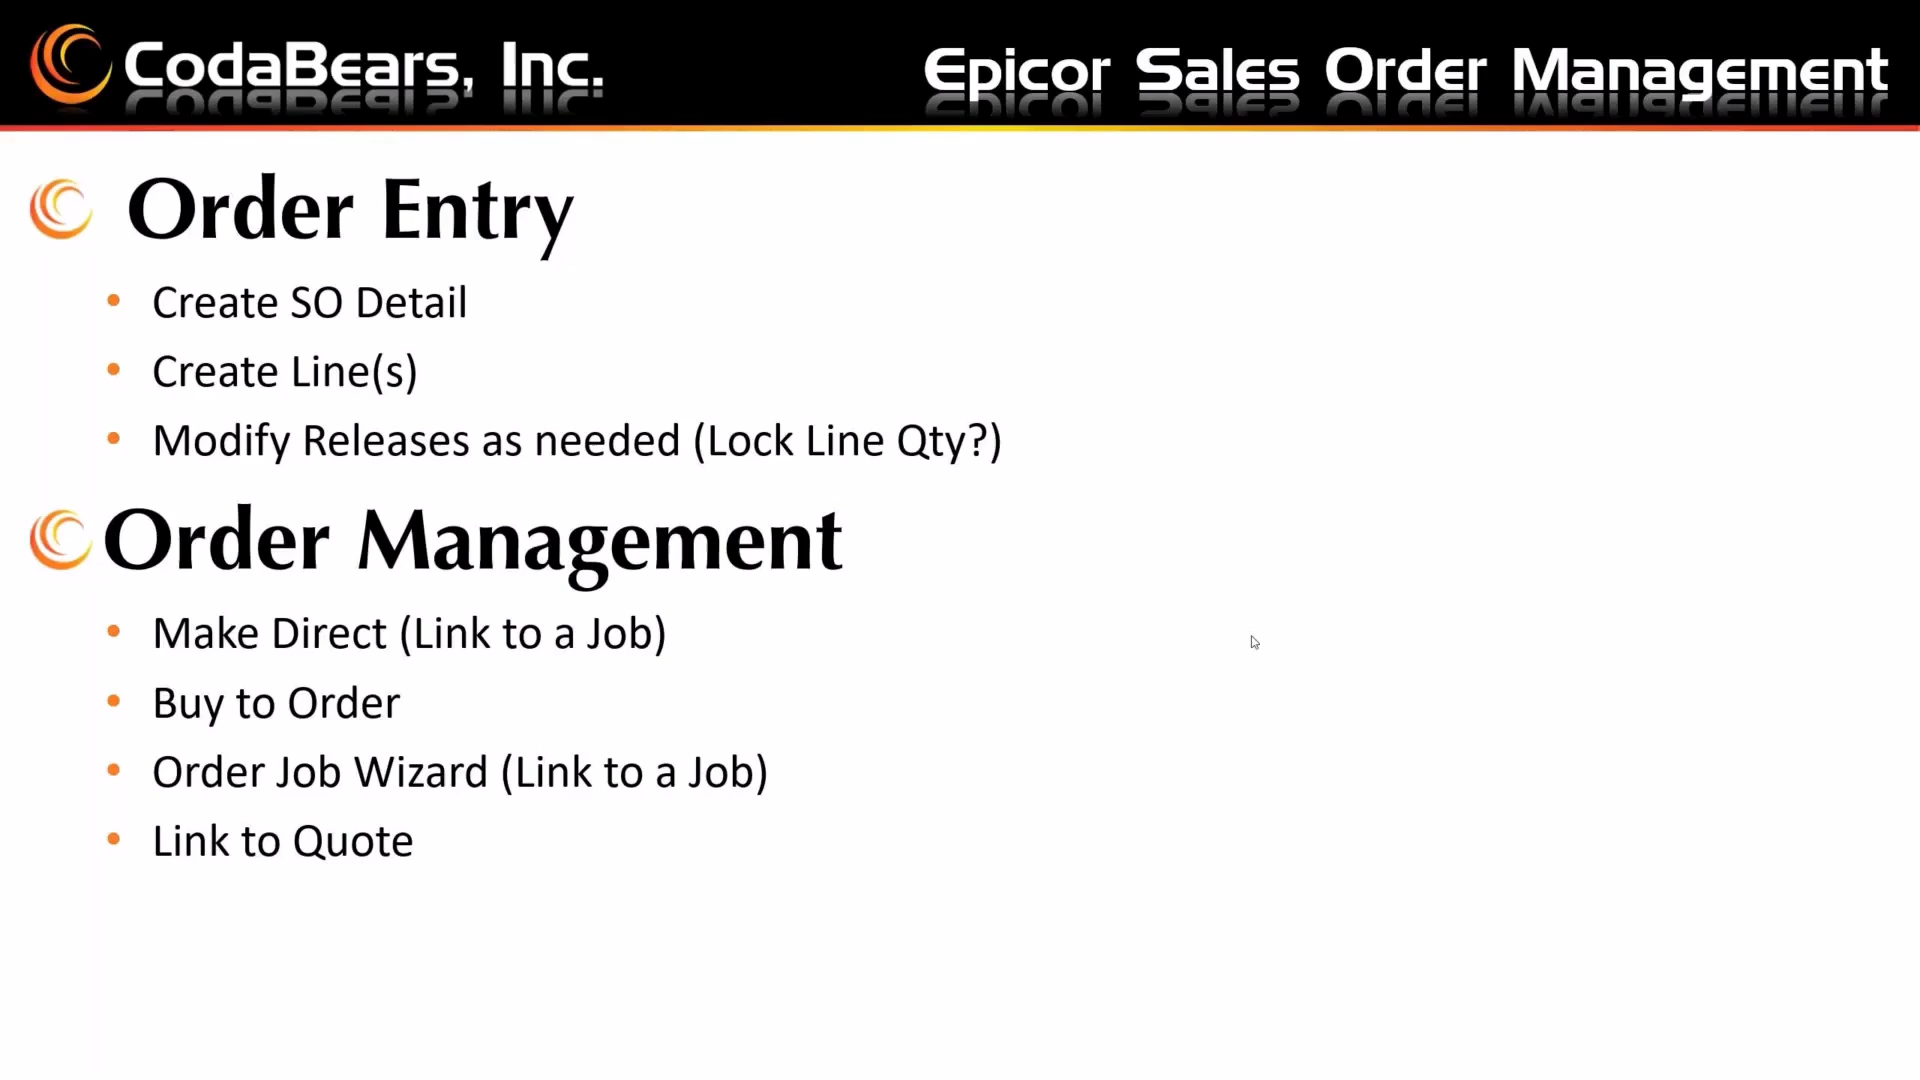 CodaBears, Inc.
Epicor Sales Order Management
Order Entry
• Create SO Detail
• Create Line(s)
• Modify Releases as needed (Lock Line Qty?)
Order Management
• Make Direct (Link to a Job)
• Buy to Order
• Order Job Wizard (Link to a Job)
• Link to Quote